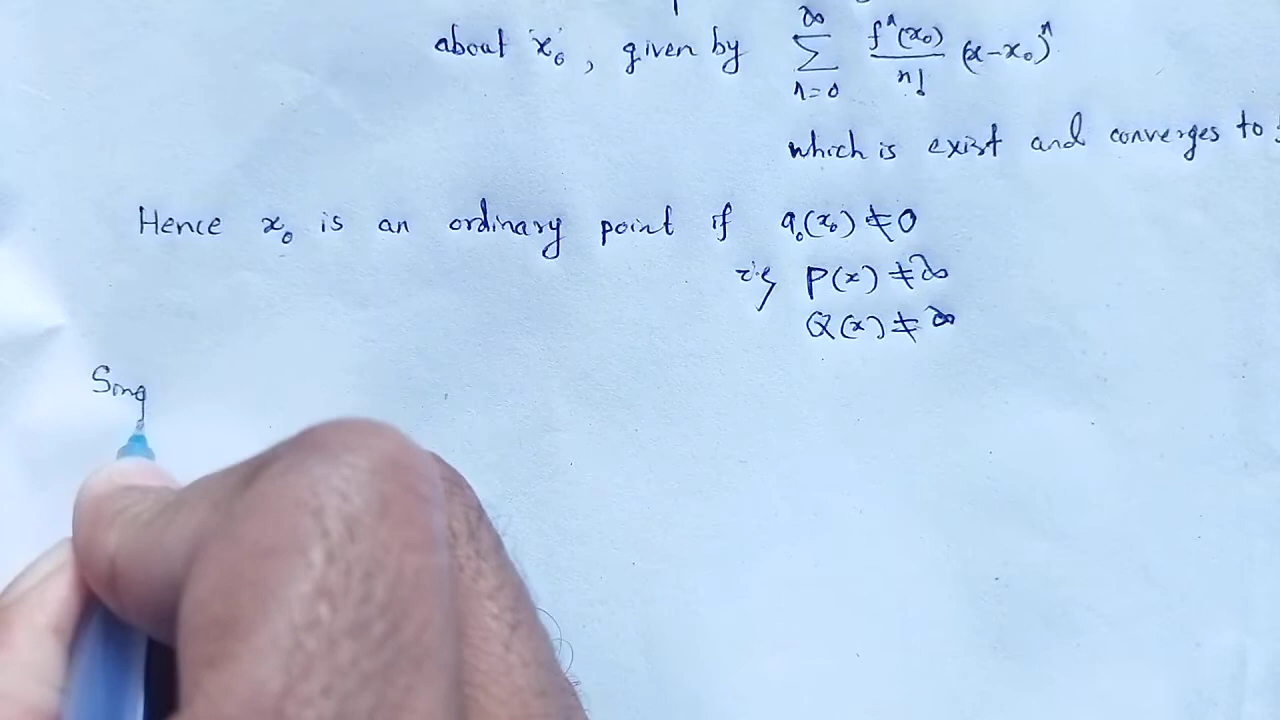 about 'x₀', given by ∞ Σ n=0 fⁿ(x₀)/n! (x-x₀)ⁿ
which is exist and converges to
Hence x₀ is an ordinary point if a₀(x₀) ≠ 0
P(x) ≠ ∞
Q(x) ≠ ∞
Sing